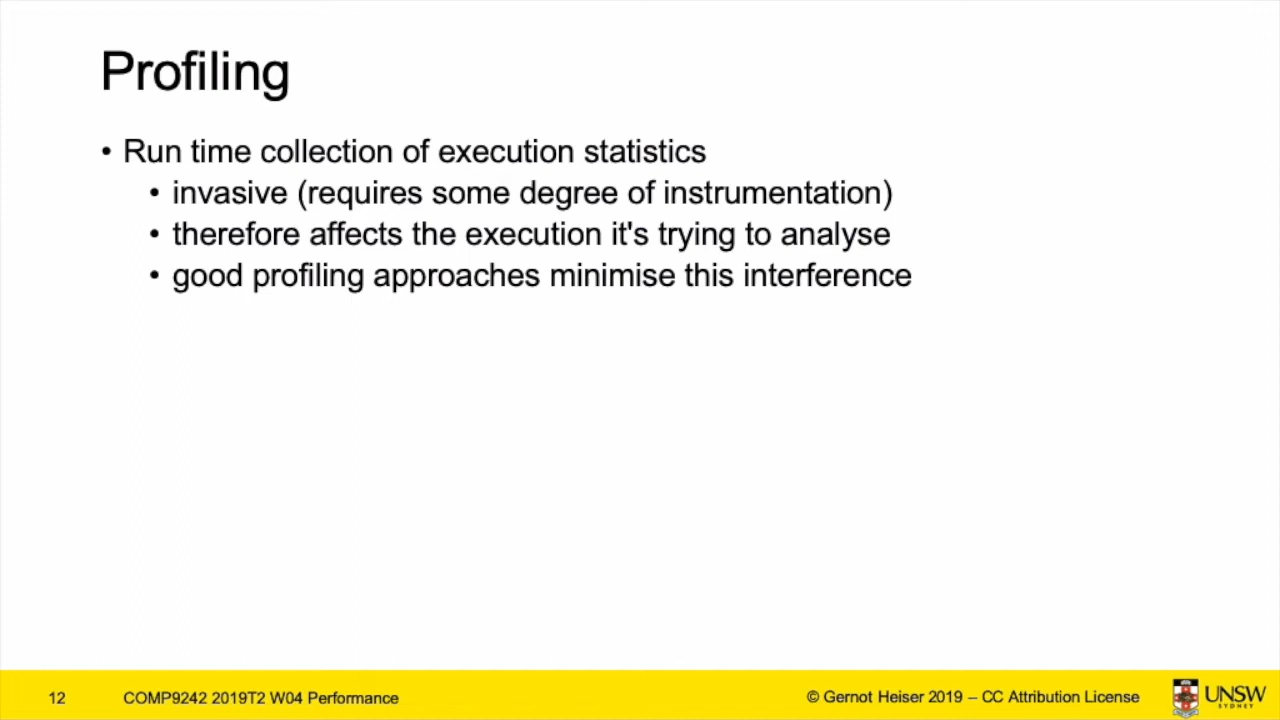 Profiling
• Run time collection of execution statistics
• invasive (requires some degree of instrumentation)
• therefore affects the execution it's trying to analyse
• good profiling approaches minimise this interference
12 COMP9242 2019T2 W04 Performance © Gernot Heiser 2019 – CC Attribution License UNSW
SYDNEY